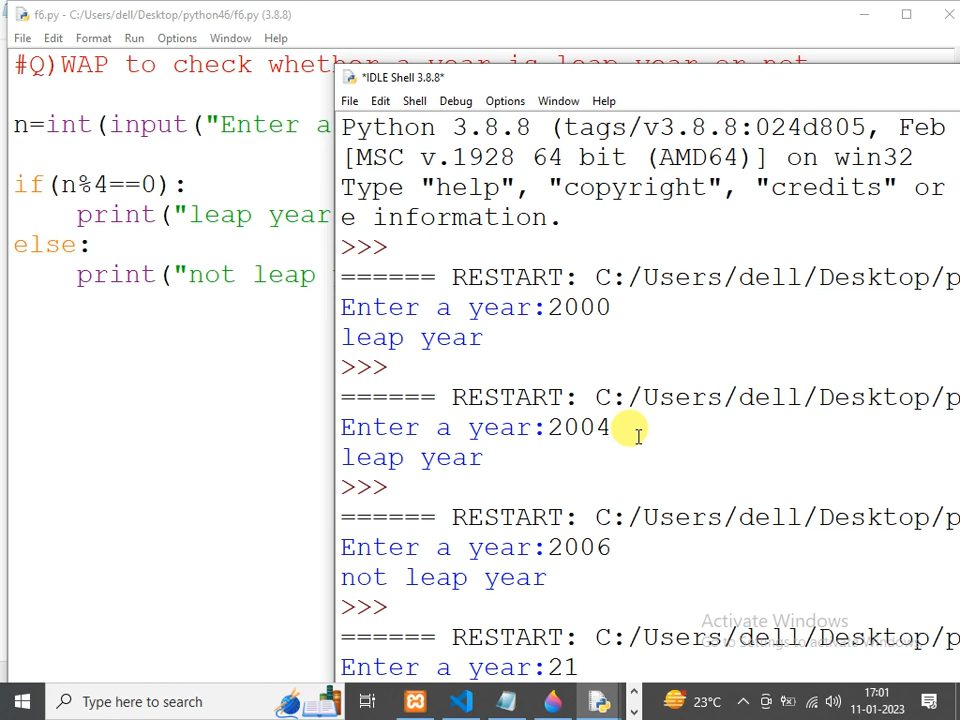 f6.py - C:/Users/dell/Desktop/python46/f6.py (3.8.8)
File Edit Format Run Options Window Help
#Q)WAP to check whether a year is leap year or not
n=int(input("Enter a
if(n%4==0):
print("leap year
else:
print("not leap
*IDLE Shell 3.8.8*
File Edit Shell Debug Options Window Help
Python 3.8.8 (tags/v3.8.8:024d805, Feb
[MSC v.1928 64 bit (AMD64)] on win32
Type "help", "copyright", "credits" or
e information.
>>>
====== RESTART: C:/Users/dell/Desktop/p
Enter a year:2000
leap year
>>>
====== RESTART: C:/Users/dell/Desktop/p
Enter a year:2004
leap year
>>>
====== RESTART: C:/Users/dell/Desktop/p
Enter a year:2006
not leap year
>>>
====== RESTART: C:/Users/dell/Desktop/p
Enter a year:21
Activate Windows
Go to Settings to activate Windows.
Type here to search
23°C
17:01
11-01-2023